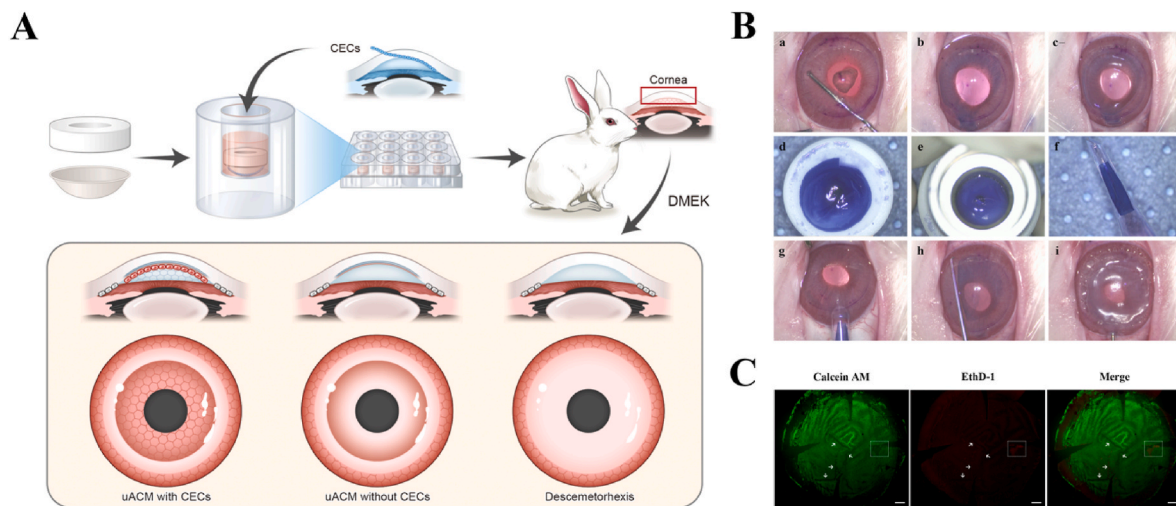 A
CECs
Cornea
DMEK
uACM with CECs
uACM without CECs
Descemetorhexis
B
a
b
c
d
e
f
g
h
i
C
Calcein AM
EthD-1
Merge